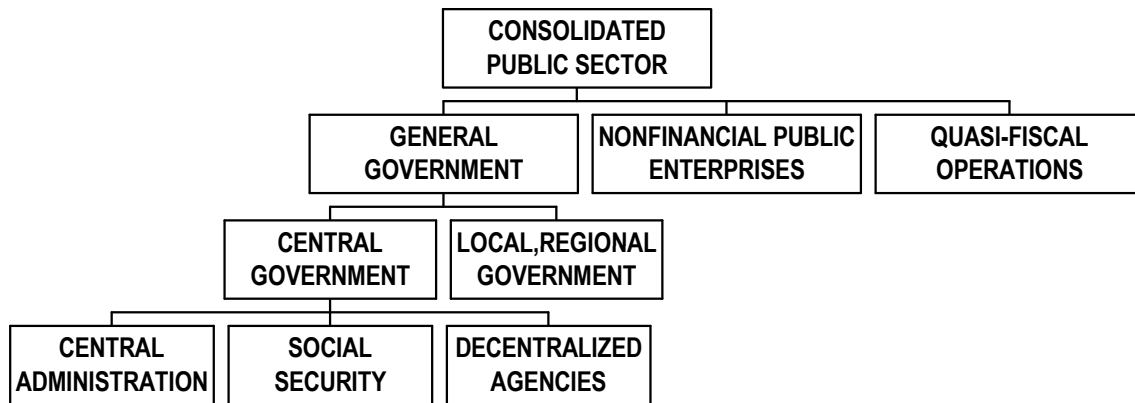 CONSOLIDATED
PUBLIC SECTOR
GENERAL
GOVERNMENT
NONFINANCIAL PUBLIC
ENTERPRISES
QUASI-FISCAL
OPERATIONS
CENTRAL
GOVERNMENT
LOCAL,REGIONAL
GOVERNMENT
CENTRAL
ADMINISTRATION
SOCIAL
SECURITY
DECENTRALIZED
AGENCIES